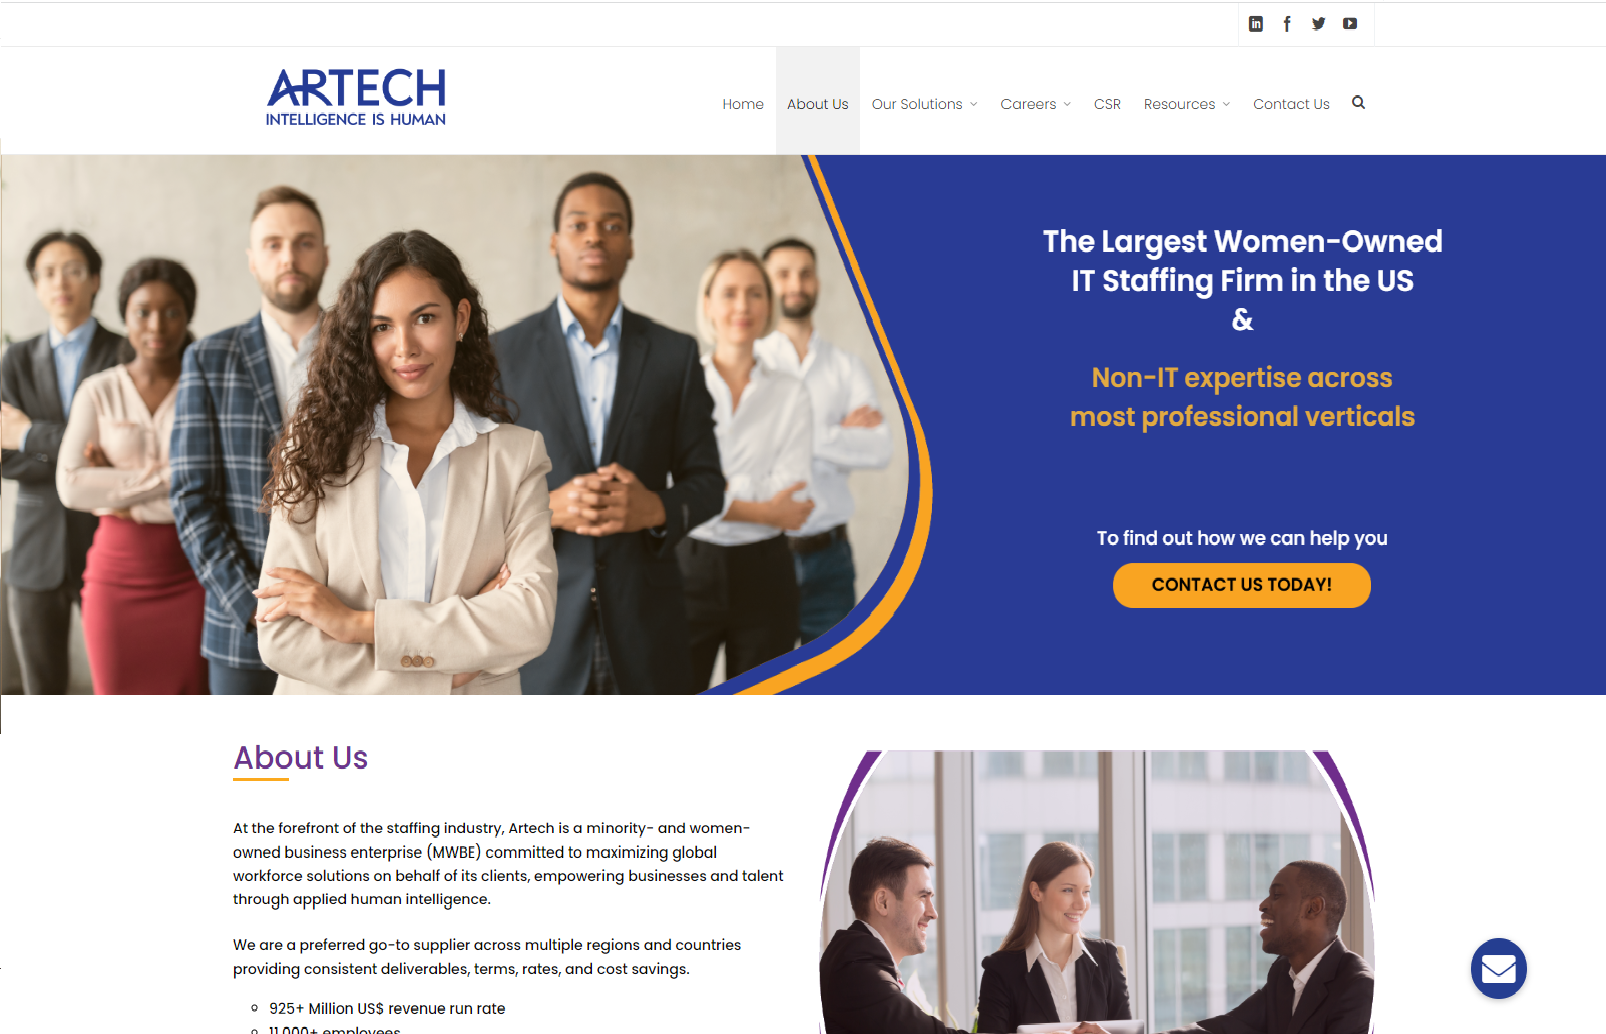 ARTECH
INTELLIGENCE IS HUMAN
Home About Us Our Solutions Careers CSR Resources Contact Us
The Largest Women-Owned
IT Staffing Firm in the US
&
Non-IT expertise across
most professional verticals
To find out how we can help you
CONTACT US TODAY!
About Us
At the forefront of the staffing industry, Artech is a minority- and women-
owned business enterprise (MWBE) committed to maximizing global
workforce solutions on behalf of its clients, empowering businesses and talent
through applied human intelligence.
We are a preferred go-to supplier across multiple regions and countries
providing consistent deliverables, terms, rates, and cost savings.
925+ Million US$ revenue run rate
11,000+ employees